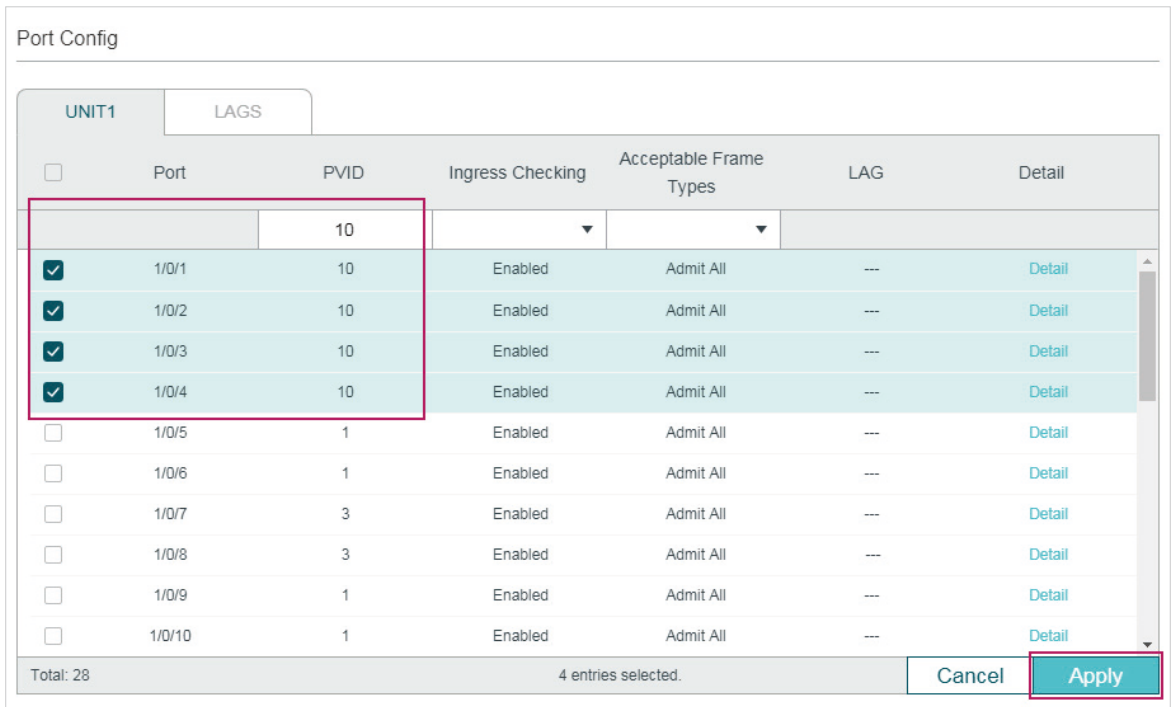 Port Config
UNIT1 LAGS
Port PVID Ingress Checking Acceptable Frame Types LAG Detail
10
1/0/1 10 Enabled Admit All --- Detail
1/0/2 10 Enabled Admit All --- Detail
1/0/3 10 Enabled Admit All --- Detail
1/0/4 10 Enabled Admit All --- Detail
1/0/5 1 Enabled Admit All --- Detail
1/0/6 1 Enabled Admit All --- Detail
1/0/7 3 Enabled Admit All --- Detail
1/0/8 3 Enabled Admit All --- Detail
1/0/9 1 Enabled Admit All --- Detail
1/0/10 1 Enabled Admit All --- Detail
Total: 28 4 entries selected. Cancel Apply